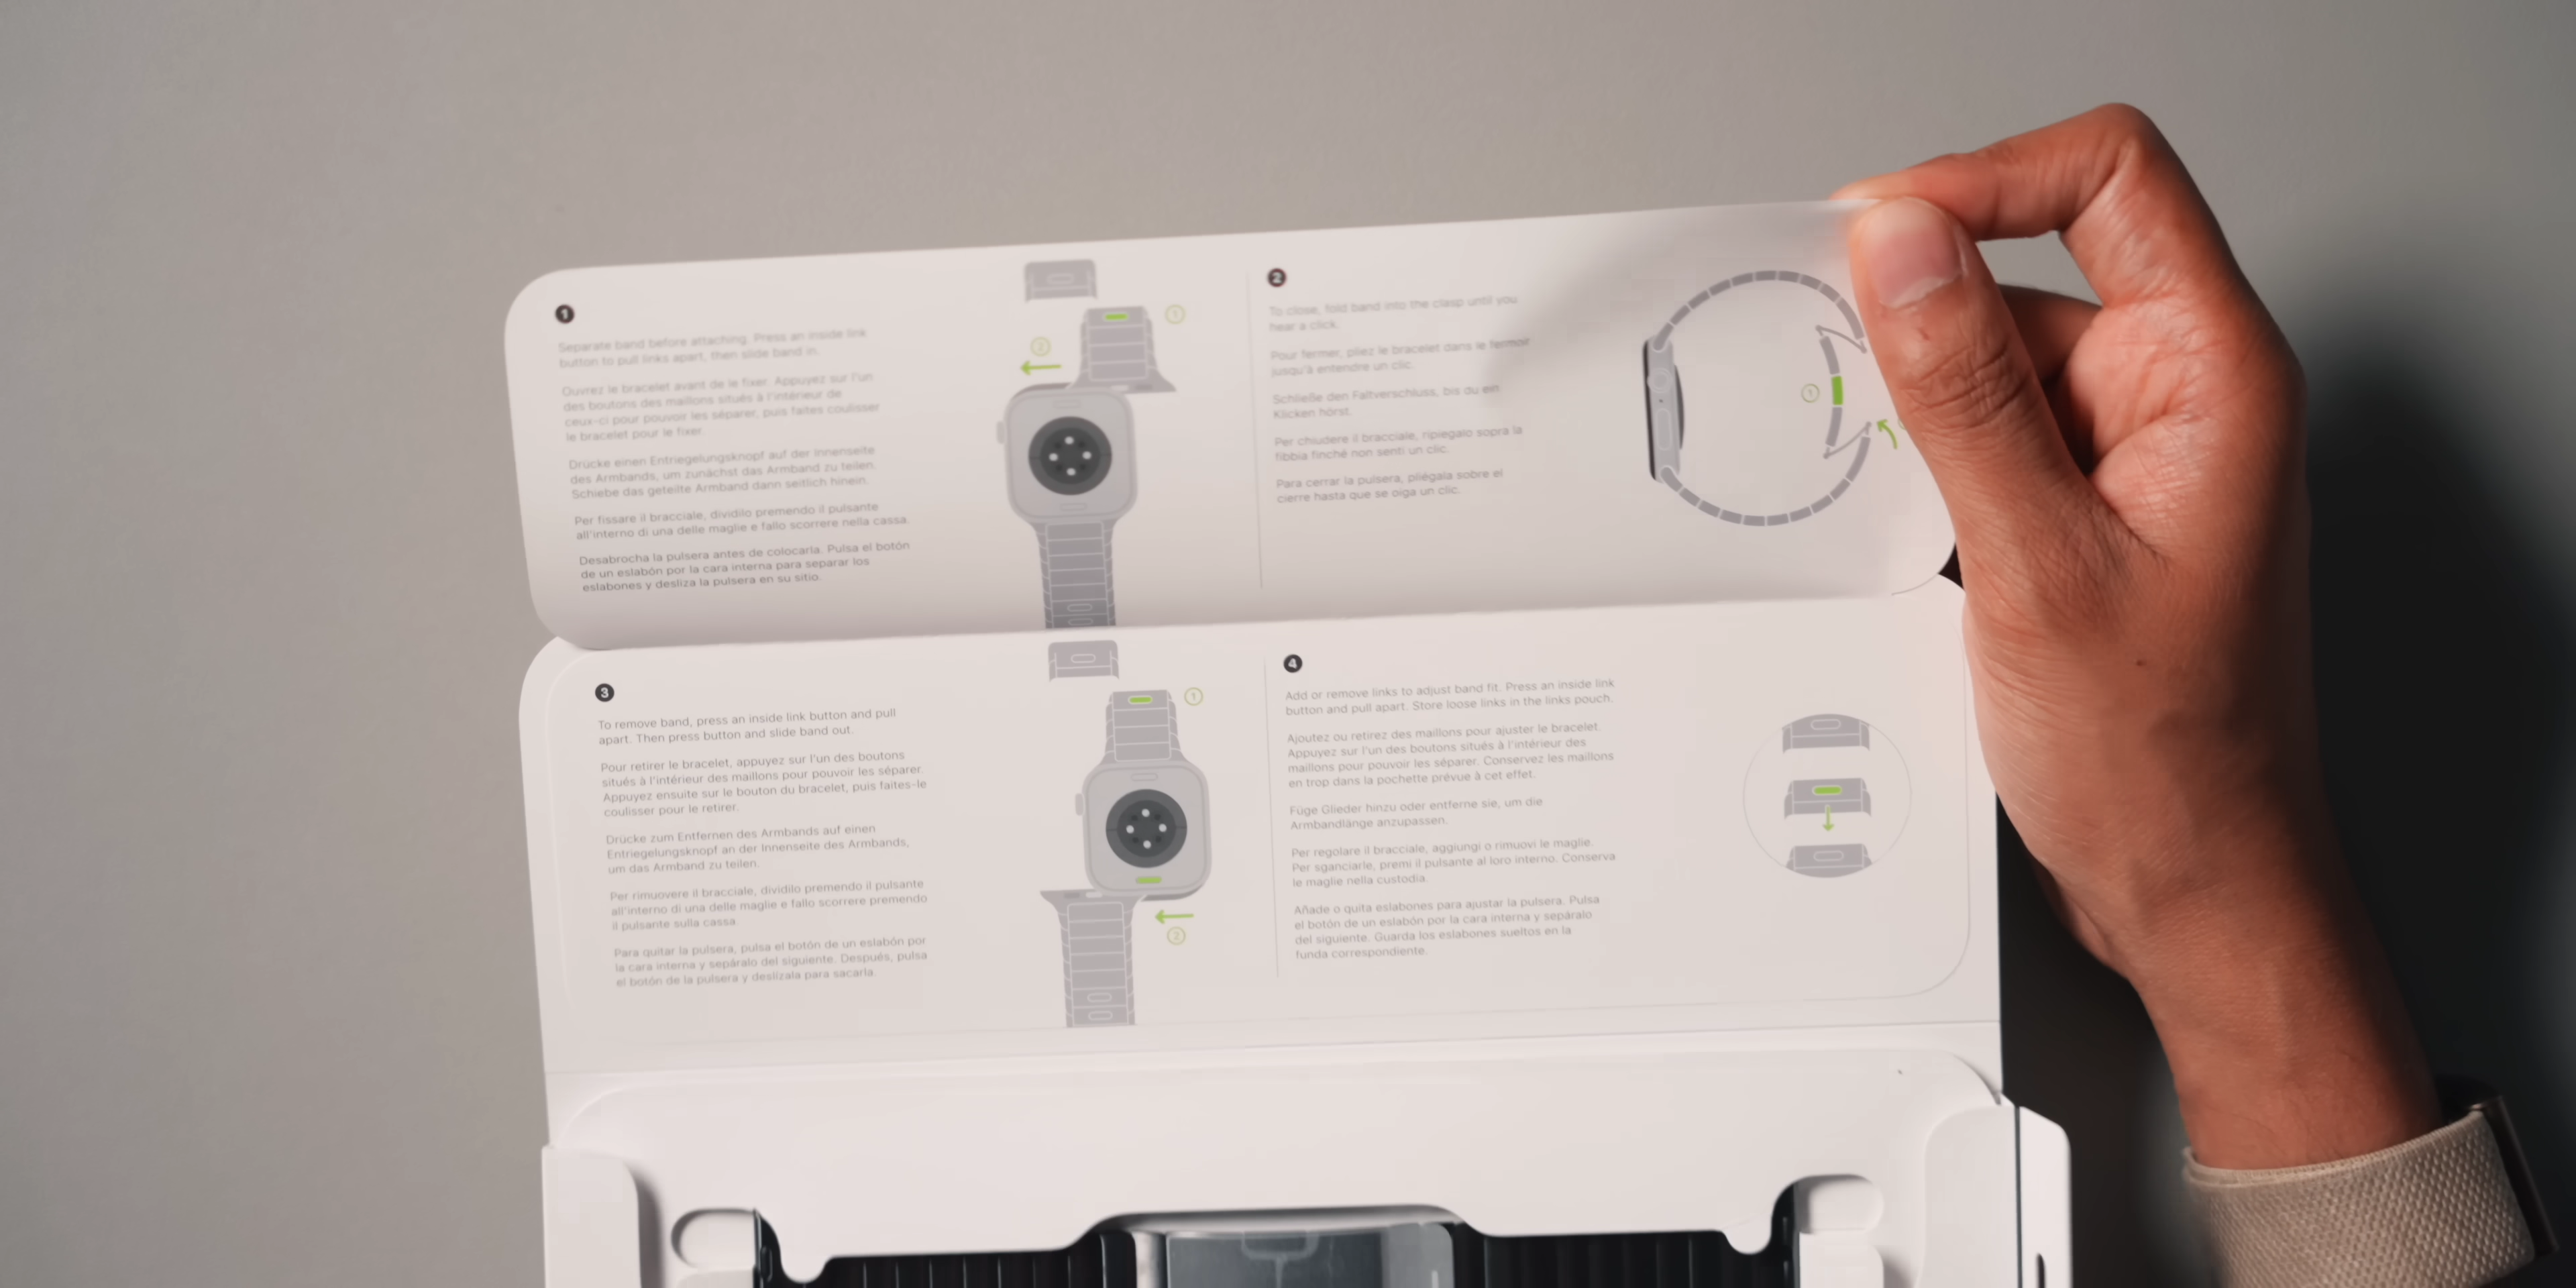 1
Separate band before attaching. Press an inside link
button to pull links apart, then slide band in.
Ouvrez le bracelet avant de le fixer. Appuyez sur l'un
des boutons des maillons situés à l'intérieur de
ceux-ci pour pouvoir les séparer, puis faites coulisser
le bracelet pour le fixer.
Drücke einen Entriegelungsknopf auf der Innenseite
des Armbands, um zunächst das Armband zu teilen.
Schiebe das geteilte Armband dann seitlich hinein.
Per fissare il bracciale, dividilo premendo il pulsante
all'interno di una delle maglie e fallo scorrere nella cassa.
Desabrocha la pulsera antes de colocarla. Pulsa el botón
de un eslabón por la cara interna para separar los
eslabones y desliza la pulsera en su sitio.
1
2
2
To close, fold band into the clasp until you
hear a click.
Pour fermer, pliez le bracelet dans le fermoir
jusqu'à entendre un clic.
Schließe den Faltverschluss, bis du ein
Klicken hörst.
Per chiudere il bracciale, ripiegalo sopra la
fibbia finché non senti un clic.
Para cerrar la pulsera, pliégala sobre el
cierre hasta que se oiga un clic.
1
3
To remove band, press an inside link button and pull
apart. Then press button and slide band out.
Pour retirer le bracelet, appuyez sur l'un des boutons
situés à l'intérieur des maillons pour pouvoir les séparer.
Appuyez ensuite sur le bouton du bracelet, puis faites-le
coulisser pour le retirer.
Drücke zum Entfernen des Armbands auf einen
Entriegelungsknopf an der Innenseite des Armbands,
um das Armband zu teilen.
Per rimuovere il bracciale, dividilo premendo il pulsante
all'interno di una delle maglie e fallo scorrere premendo
il pulsante sulla cassa.
Para quitar la pulsera, pulsa el botón de un eslabón por
la cara interna y sepáralo del siguiente. Después, pulsa
el botón de la pulsera y deslízala para sacarla.
1
2
4
Add or remove links to adjust band fit. Press an inside link
button and pull apart. Store loose links in the links pouch.
Ajoutez ou retirez des maillons pour ajuster le bracelet.
Appuyez sur l'un des boutons situés à l'intérieur des
maillons pour pouvoir les séparer. Conservez les maillons
en trop dans la pochette prévue à cet effet.
Füge Glieder hinzu oder entferne sie, um die
Armbandlänge anzupassen.
Per regolare il bracciale, aggiungi o rimuovi le maglie.
Per sganciarle, premi il pulsante al loro interno. Conserva
le maglie nella custodia.
Añade o quita eslabones para ajustar la pulsera. Pulsa
el botón de un eslabón por la cara interna y sepáralo
del siguiente. Guarda los eslabones sueltos en la
funda correspondiente.